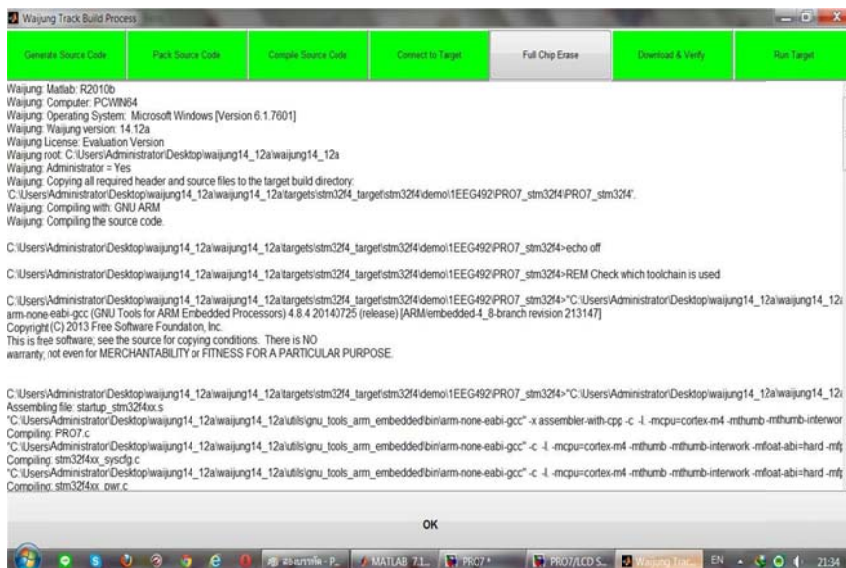 Waijung Track Build Process
Generate Source Code
Pack Source Code
Compile Source Code
Connect to Target
Full Chip Erase
Download & Verify
Run Target
Waijung: Matlab: R2010b
Waijung: Computer: PCWIN64
Waijung: Operating System: Microsoft Windows [Version 6.1.7601]
Waijung: Waijung version: 14.12a
Waijung License: Evaluation Version
Waijung root: C:\Users\Administrator\Desktop\waijung14_12a\waijung14_12a
Waijung: Administrator = Yes
Waijung: Copying all required header and source files to the target build directory:
'C:\Users\Administrator\Desktop\waijung14_12a\waijung14_12a\targets\stm32f4_target\stm32f4\demo\1EEG492\PRO7_stm32f4\PRO7_stm32f4'.
Waijung: Compiling with: GNU ARM
Waijung: Compiling the source code.
C:\Users\Administrator\Desktop\waijung14_12a\waijung14_12a\targets\stm32f4_target\stm32f4\demo\1EEG492\PRO7_stm32f4>echo off
C:\Users\Administrator\Desktop\waijung14_12a\waijung14_12a\targets\stm32f4_target\stm32f4\demo\1EEG492\PRO7_stm32f4>REM Check which toolchain is used
C:\Users\Administrator\Desktop\waijung14_12a\waijung14_12a\targets\stm32f4_target\stm32f4\demo\1EEG492\PRO7_stm32f4>"C:\Users\Administrator\Desktop\waijung14_12a\waijung14_12a
arm-none-eabi-gcc (GNU Tools for ARM Embedded Processors) 4.8.4 20140725 (release) [ARM/embedded-4_8-branch revision 213147]
Copyright (C) 2013 Free Software Foundation, Inc.
This is free software; see the source for copying conditions. There is NO
warranty; not even for MERCHANTABILITY or FITNESS FOR A PARTICULAR PURPOSE.
C:\Users\Administrator\Desktop\waijung14_12a\waijung14_12a\targets\stm32f4_target\stm32f4\demo\1EEG492\PRO7_stm32f4>"C:\Users\Administrator\Desktop\waijung14_12a\waijung14_12a
Assembling file: startup_stm32f4xx.s
"C:\Users\Administrator\Desktop\waijung14_12a\waijung14_12a\utils\gnu_tools_arm_embedded\bin\arm-none-eabi-gcc" -x assembler-with-cpp -c -I. -mcpu=cortex-m4 -mthumb -mthumb-interwor
Compiling: PRO7.c
"C:\Users\Administrator\Desktop\waijung14_12a\waijung14_12a\utils\gnu_tools_arm_embedded\bin\arm-none-eabi-gcc" -c -I. -mcpu=cortex-m4 -mthumb -mthumb-interwork -mfloat-abi=hard -mfp
Compiling: stm32f4xx_syscfg.c
"C:\Users\Administrator\Desktop\waijung14_12a\waijung14_12a\utils\gnu_tools_arm_embedded\bin\arm-none-eabi-gcc" -c -I. -mcpu=cortex-m4 -mthumb -mthumb-interwork -mfloat-abi=hard -mfp
Compiling: stm32f4xx_pwr.c
OK
MATLAB 7.1...
PRO7 *
PRO7/LCD S...
Waijung Trac...
EN
21:34